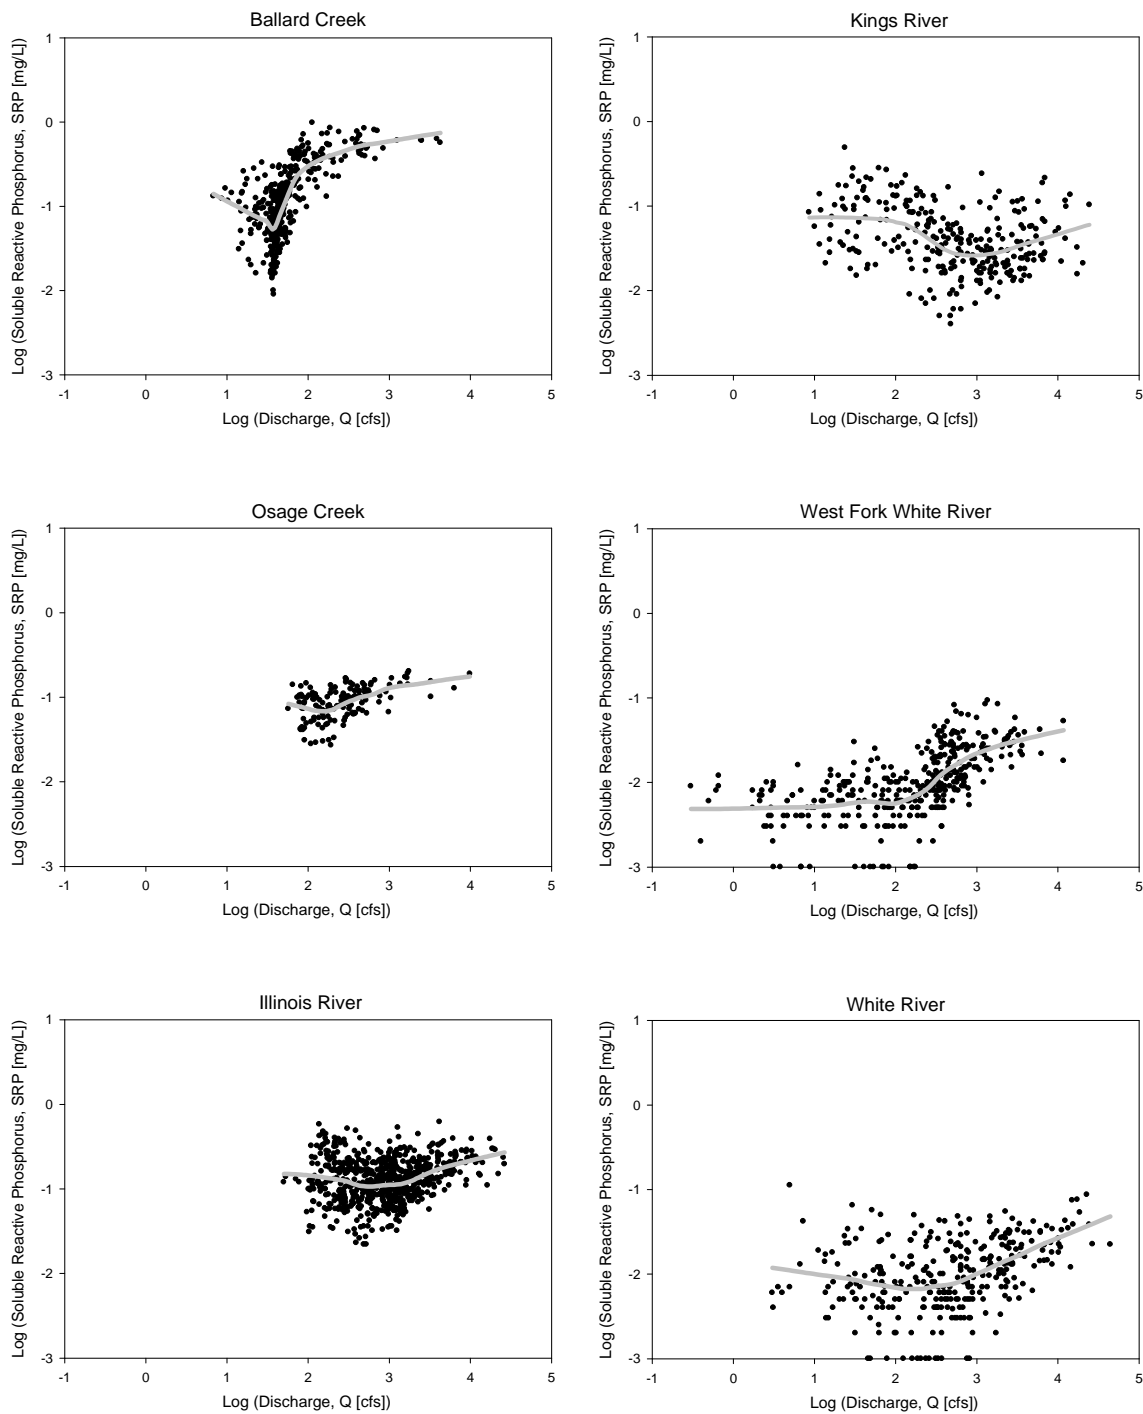 Ballard Creek
Log (Soluble Reactive Phosphorus, SRP [mg/L])
1
0
-1
-2
-3
-1 0 1 2 3 4 5
Log (Discharge, Q [cfs])
Kings River
Log (Soluble Reactive Phosphorus, SRP [mg/L])
1
0
-1
-2
-3
-1 0 1 2 3 4 5
Log (Discharge, Q [cfs])
Osage Creek
Log (Soluble Reactive Phosphorus, SRP [mg/L])
1
0
-1
-2
-3
-1 0 1 2 3 4 5
Log (Discharge, Q [cfs])
West Fork White River
Log (Soluble Reactive Phosphorus, SRP [mg/L])
1
0
-1
-2
-3
-1 0 1 2 3 4 5
Log (Discharge, Q [cfs])
Illinois River
Log (Soluble Reactive Phosphorus, SRP [mg/L])
1
0
-1
-2
-3
-1 0 1 2 3 4 5
Log (Discharge, Q [cfs])
White River
Log (Soluble Reactive Phosphorus, SRP [mg/L])
1
0
-1
-2
-3
-1 0 1 2 3 4 5
Log (Discharge, Q [cfs])